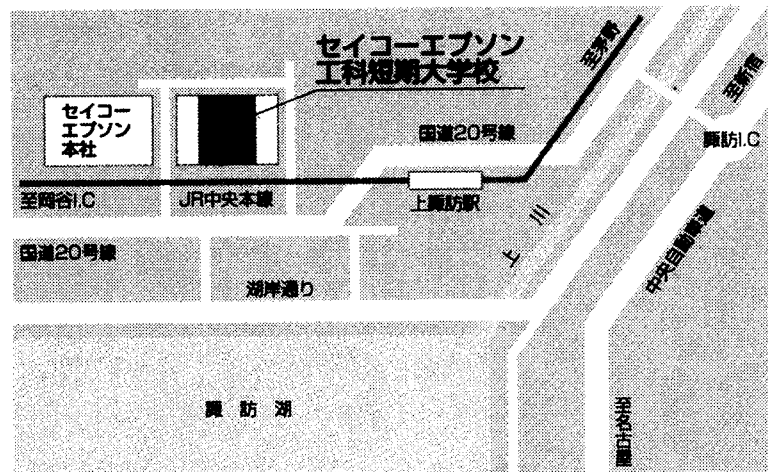 セイコーエプソン
工科短期大学校
至茅野
至新宿
セイコー
エプソン
本社
国道20号線
諏訪I.C
至岡谷I.C
JR中央本線
上諏訪駅
上川
国道20号線
中央自動車道
湖岸通り
諏訪湖
至名古屋